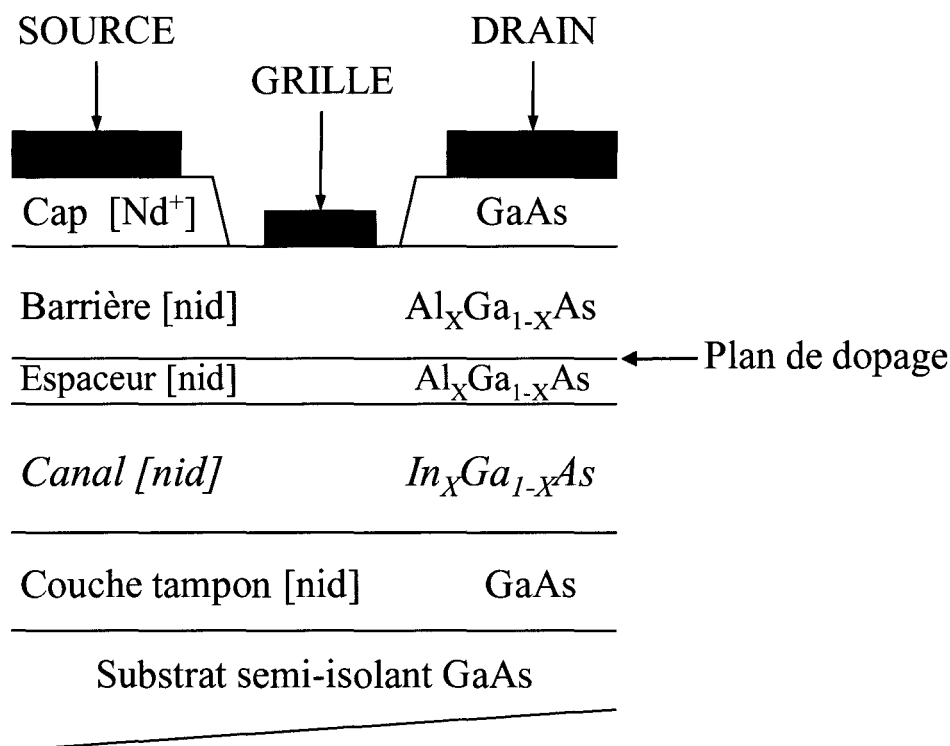 SOURCE DRAIN
GRILLE
Cap [Nd⁺] GaAs
Barrière [nid] AlₓGa₁₋ₓAs
Plan de dopage
Espaceur [nid] AlₓGa₁₋ₓAs
Canal [nid] InₓGa₁₋ₓAs
Couche tampon [nid] GaAs
Substrat semi-isolant GaAs